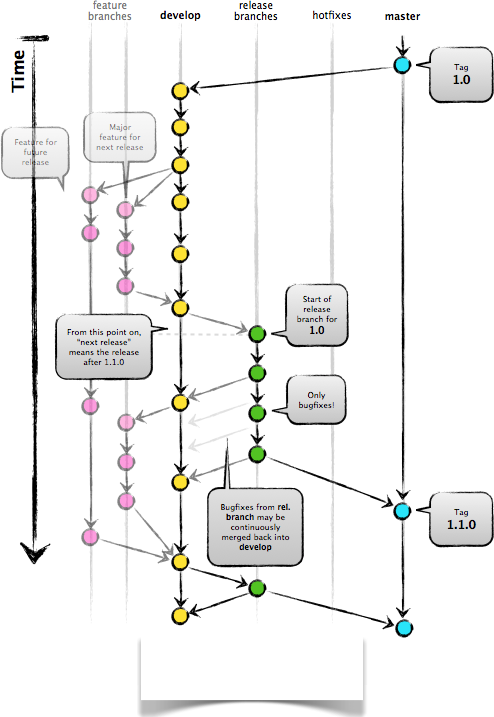 feature
branches
develop
release
branches
hotfixes
master
Time
Tag
1.0
Major
feature for
next release
Feature for
future
release
Start of
release
branch for
1.0
From this point on,
“next release”
means the release
after 1.1.0
Only
bugfixes!
Bugfixes from rel.
branch may be
continuously
merged back into
develop
Tag
1.1.0